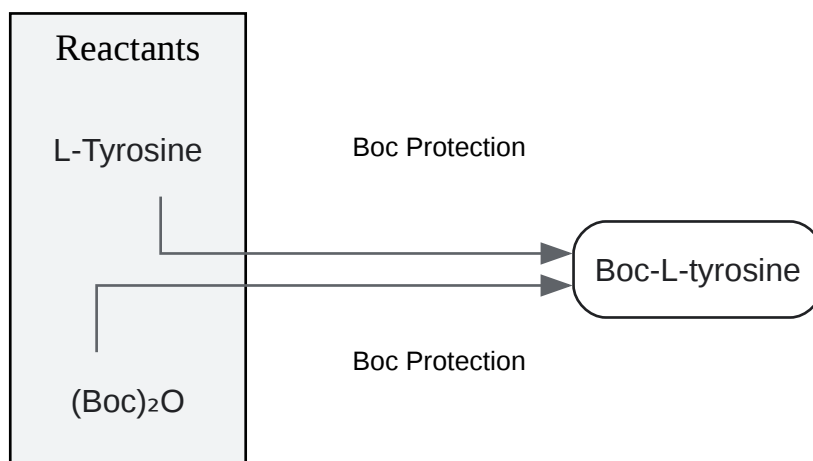 Reactants
L-Tyrosine
Boc Protection
Boc-L-tyrosine
Boc Protection
(Boc)₂O